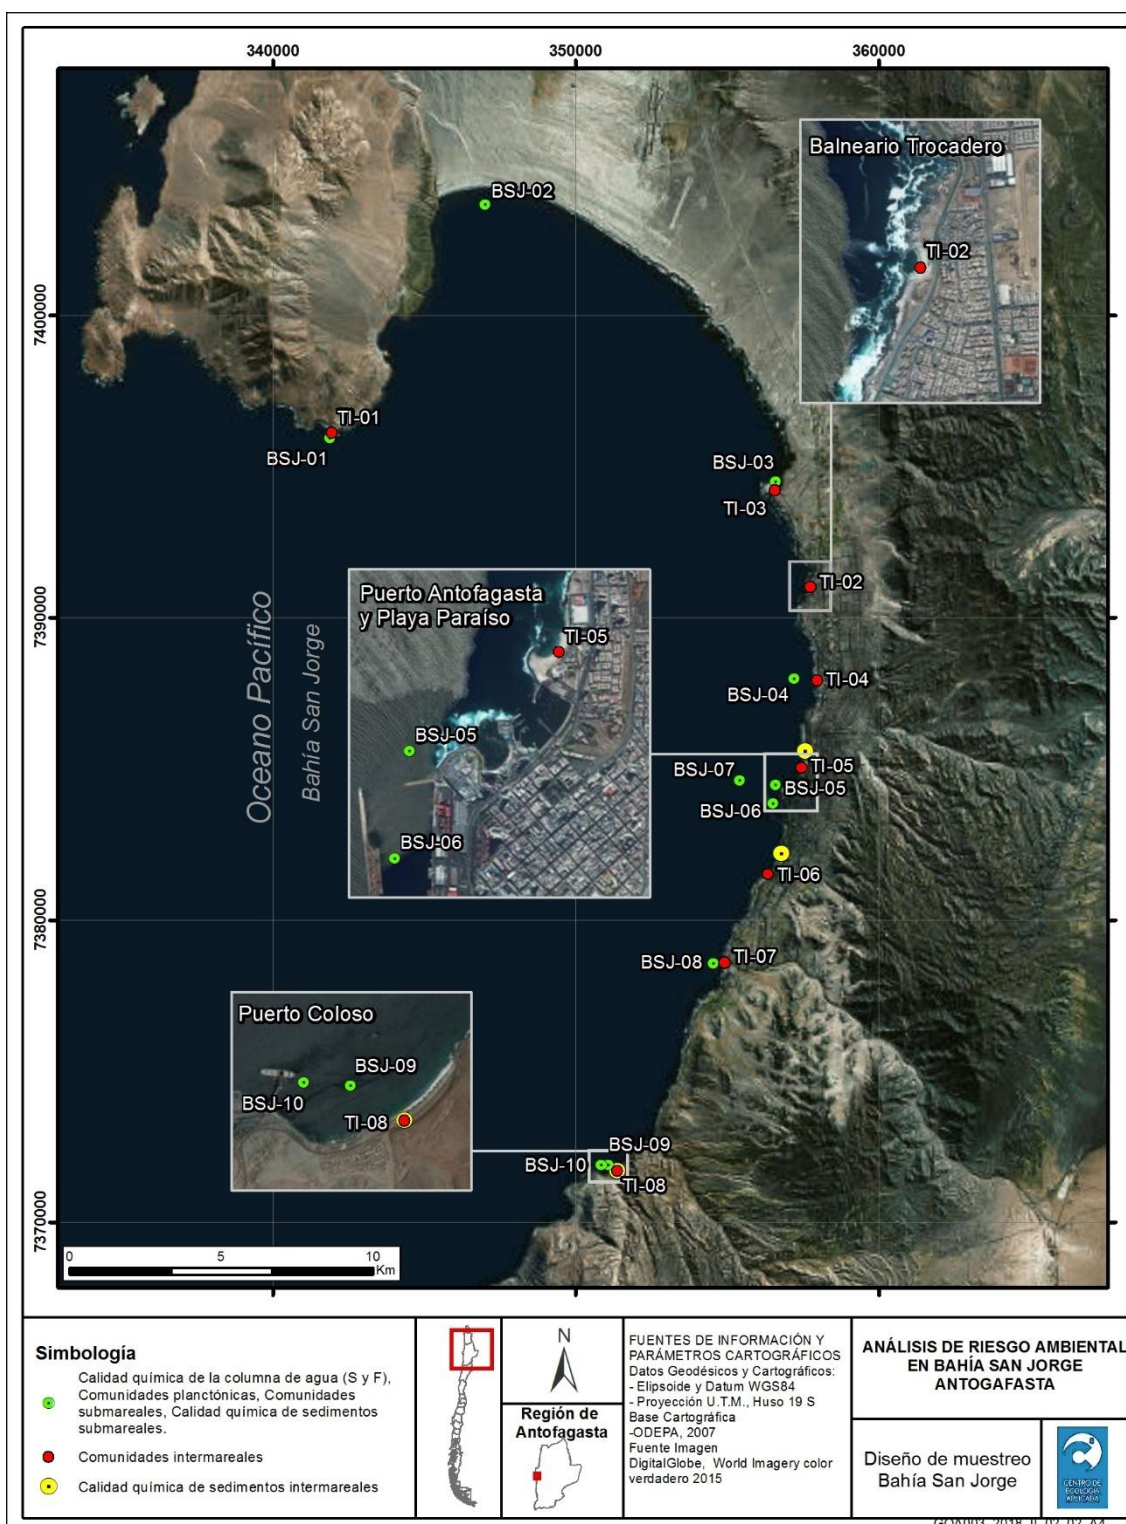 340000
350000
360000
BSJ-02
Balneario Trocadero
TI-02
7400000
TI-01
BSJ-01
BSJ-03
TI-03
TI-02
7390000
Oceano Pacífico
Bahía San Jorge
Puerto Antofagasta
y Playa Paraíso
TI-05
BSJ-05
BSJ-06
BSJ-04
TI-04
BSJ-07
TI-05
BSJ-05
BSJ-06
TI-06
7380000
BSJ-08
TI-07
Puerto Coloso
BSJ-09
BSJ-10
TI-08
BSJ-09
BSJ-10
TI-08
7370000
0
5
10
Km
Simbología
Calidad química de la columna de agua (S y F),
Comunidades planctónicas, Comunidades
submareales, Calidad química de sedimentos
submareales.
Comunidades intermareales
Calidad química de sedimentos intermareales
N
Región de
Antofagasta
FUENTES DE INFORMACIÓN Y
PARÁMETROS CARTOGRÁFICOS
Datos Geodésicos y Cartográficos:
- Elipsoide y Datum WGS84
- Proyección U.T.M., Huso 19 S
Base Cartográfica
-ODEPA, 2007
Fuente Imagen
DigitalGlobe, World Imagery color
verdadero 2015
ANÁLISIS DE RIESGO AMBIENTAL
EN BAHÍA SAN JORGE
ANTOGAFASTA
Diseño de muestreo
Bahía San Jorge
CENTRO DE
ECOLOGÍA
APLICADA